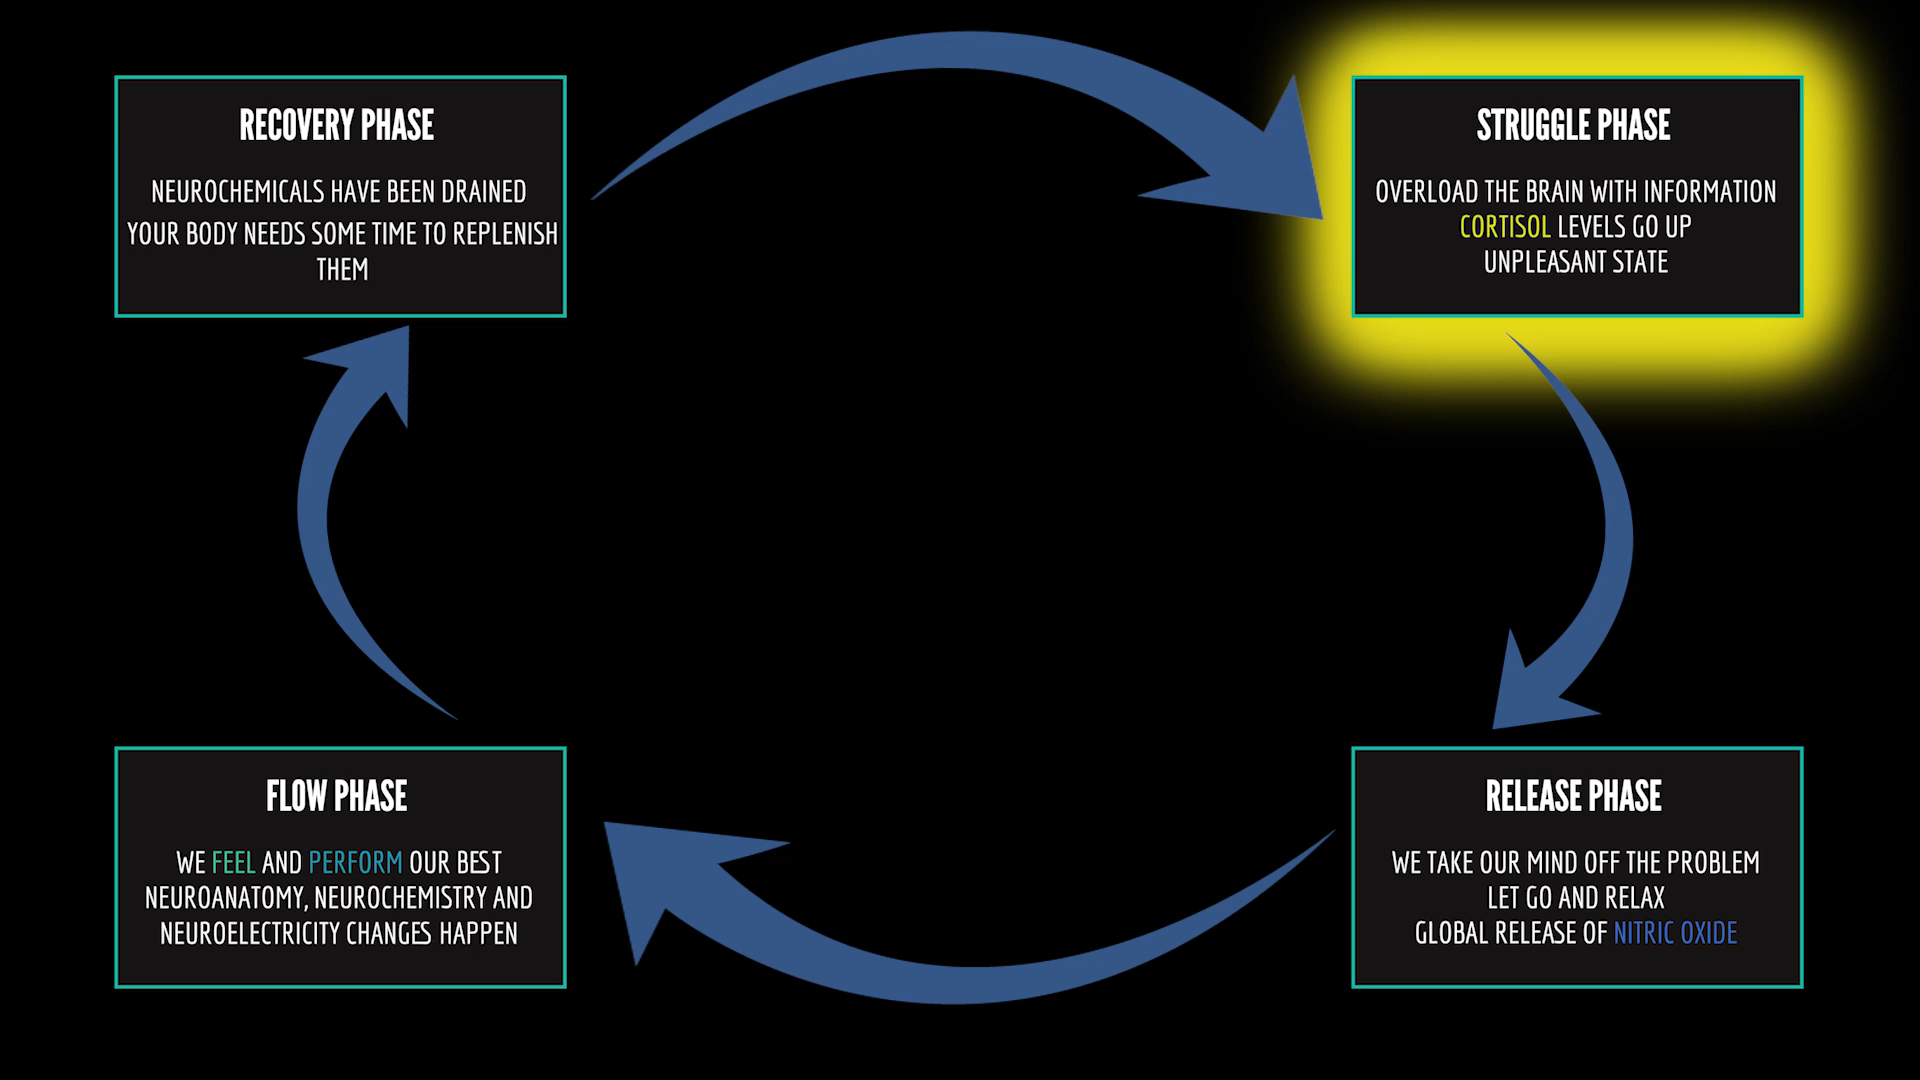 RECOVERY PHASE
NEUROCHEMICALS HAVE BEEN DRAINED
YOUR BODY NEEDS SOME TIME TO REPLENISH
THEM
STRUGGLE PHASE
OVERLOAD THE BRAIN WITH INFORMATION
CORTISOL LEVELS GO UP
UNPLEASANT STATE
FLOW PHASE
WE FEEL AND PERFORM OUR BEST
NEUROANATOMY, NEUROCHEMISTRY AND
NEUROELECTRICITY CHANGES HAPPEN
RELEASE PHASE
WE TAKE OUR MIND OFF THE PROBLEM
LET GO AND RELAX
GLOBAL RELEASE OF NITRIC OXIDE